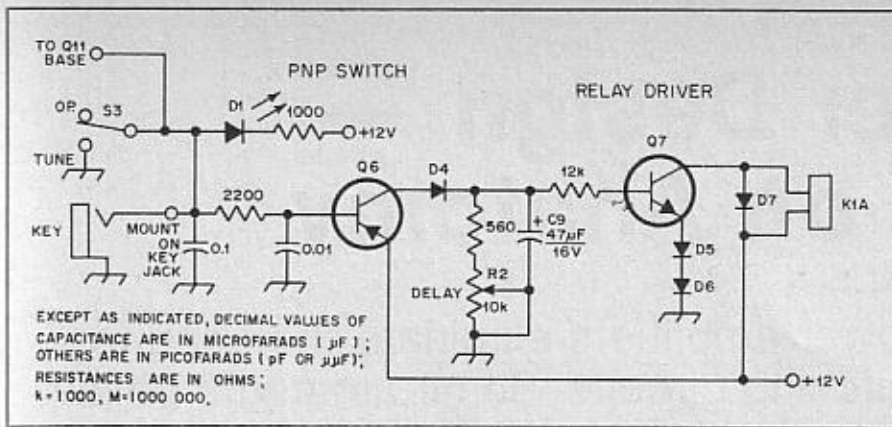 TO Q11
BASE
PNP SWITCH
RELAY DRIVER
OP.
S3
D1
1000
+12V
TUNE
Q6
D4
Q7
2200
12k
D7
K1A
KEY
MOUNT
ON
KEY
JACK
0.1
0.01
560
+ C9
47µF
16V
D5
R2
DELAY
10k
D6
EXCEPT AS INDICATED, DECIMAL VALUES OF
CAPACITANCE ARE IN MICROFARADS (µF);
OTHERS ARE IN PICOFARADS (pF OR µµF);
RESISTANCES ARE IN OHMS;
k=1000, M=1000 000.
+12V